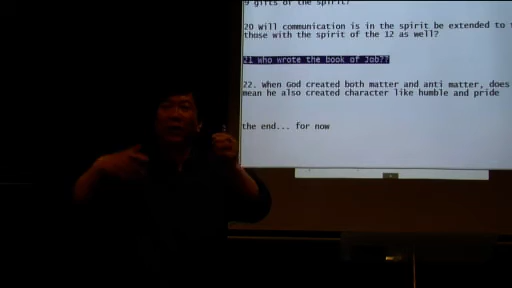 9 gifts of the spirit?
20 Will communication is in the spirit be extended to
those with the spirit of the 12 as well?
21 who wrote the book of Job??
22. When God created both matter and anti matter, does
mean he also created character like humble and pride
the end... for now